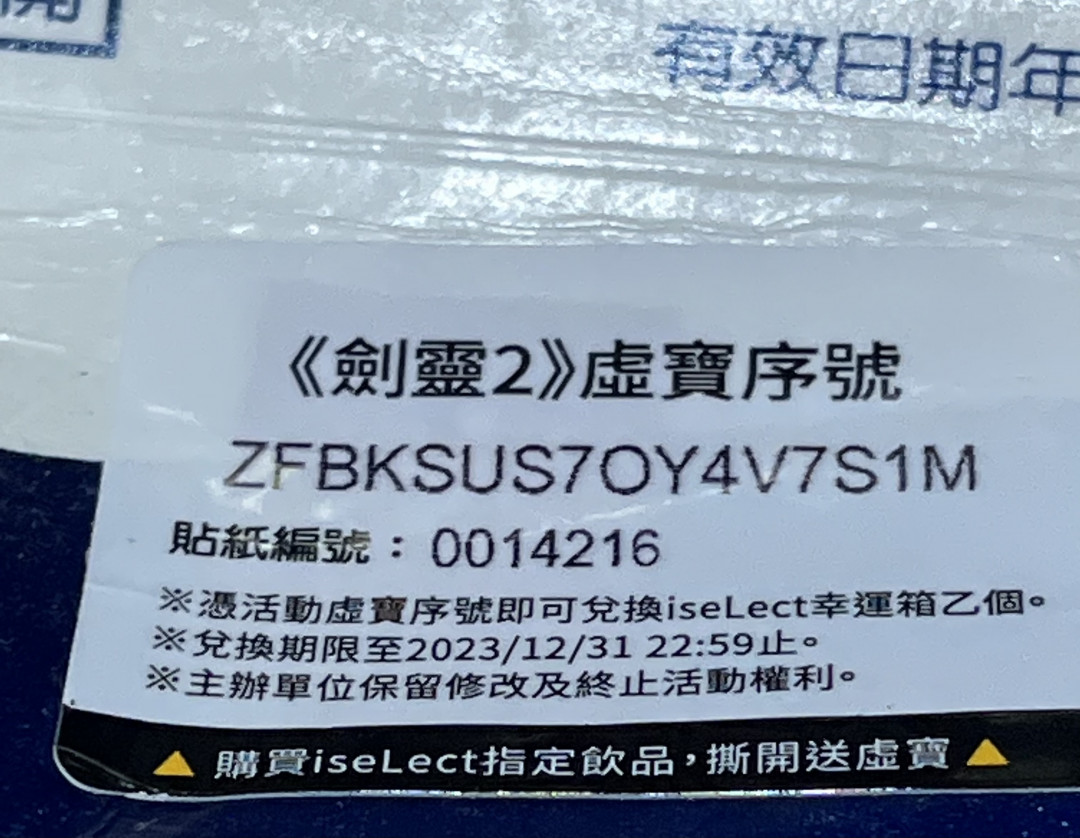 開
有效日期年
《劍靈2》虛寶序號
ZFBKSUS7OY4V7S1M
貼紙編號：0014216
※憑活動虛寶序號即可兌換iseLect幸運箱乙個。
※兌換期限至2023/12/31 22:59止。
※主辦單位保留修改及終止活動權利。
▲ 購買iseLect指定飲品，撕開送虛寶 ▲